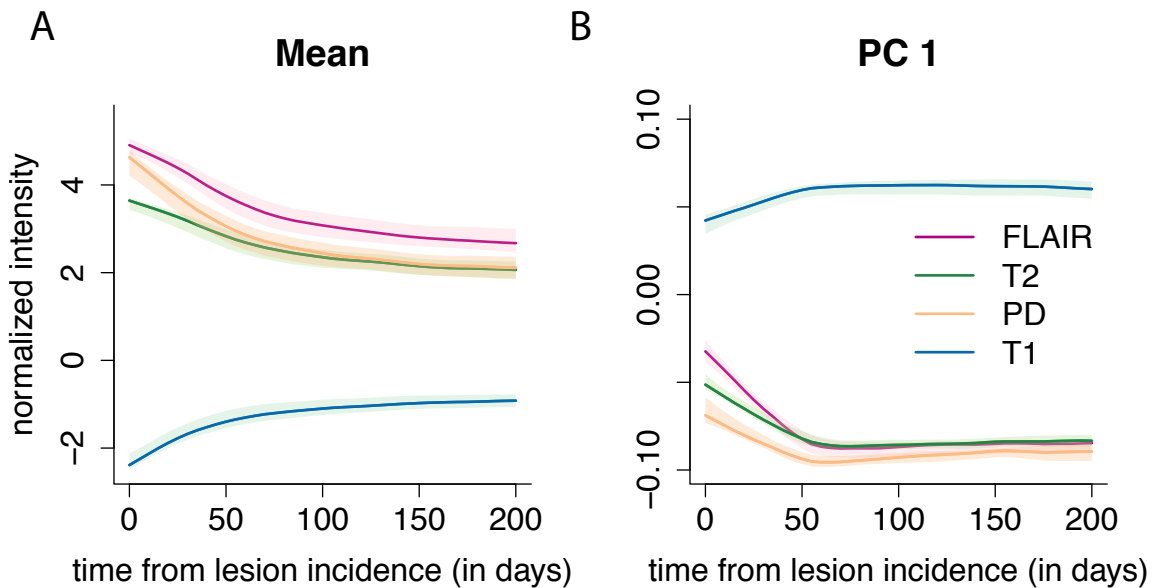 A
Mean
normalized intensity
4
2
0
−2
0 50 100 150 200
time from lesion incidence (in days)
B
PC 1
0.10
0.00
−0.10
FLAIR
T2
PD
T1
0 50 100 150 200
time from lesion incidence (in days)